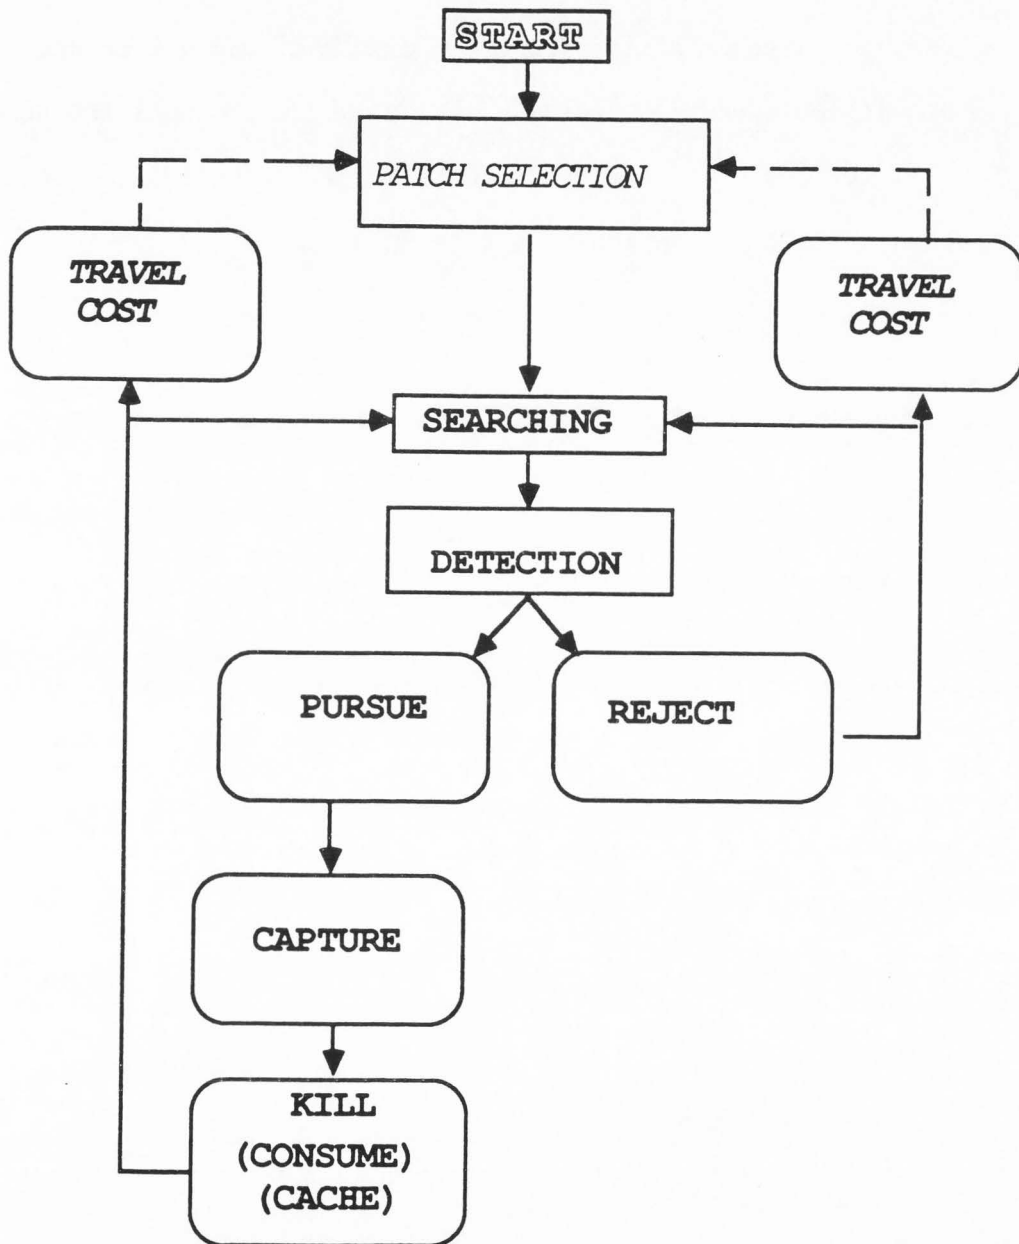 START
PATCH SELECTION
TRAVEL
COST
TRAVEL
COST
SEARCHING
DETECTION
PURSUE
REJECT
CAPTURE
KILL
(CONSUME)
(CACHE)